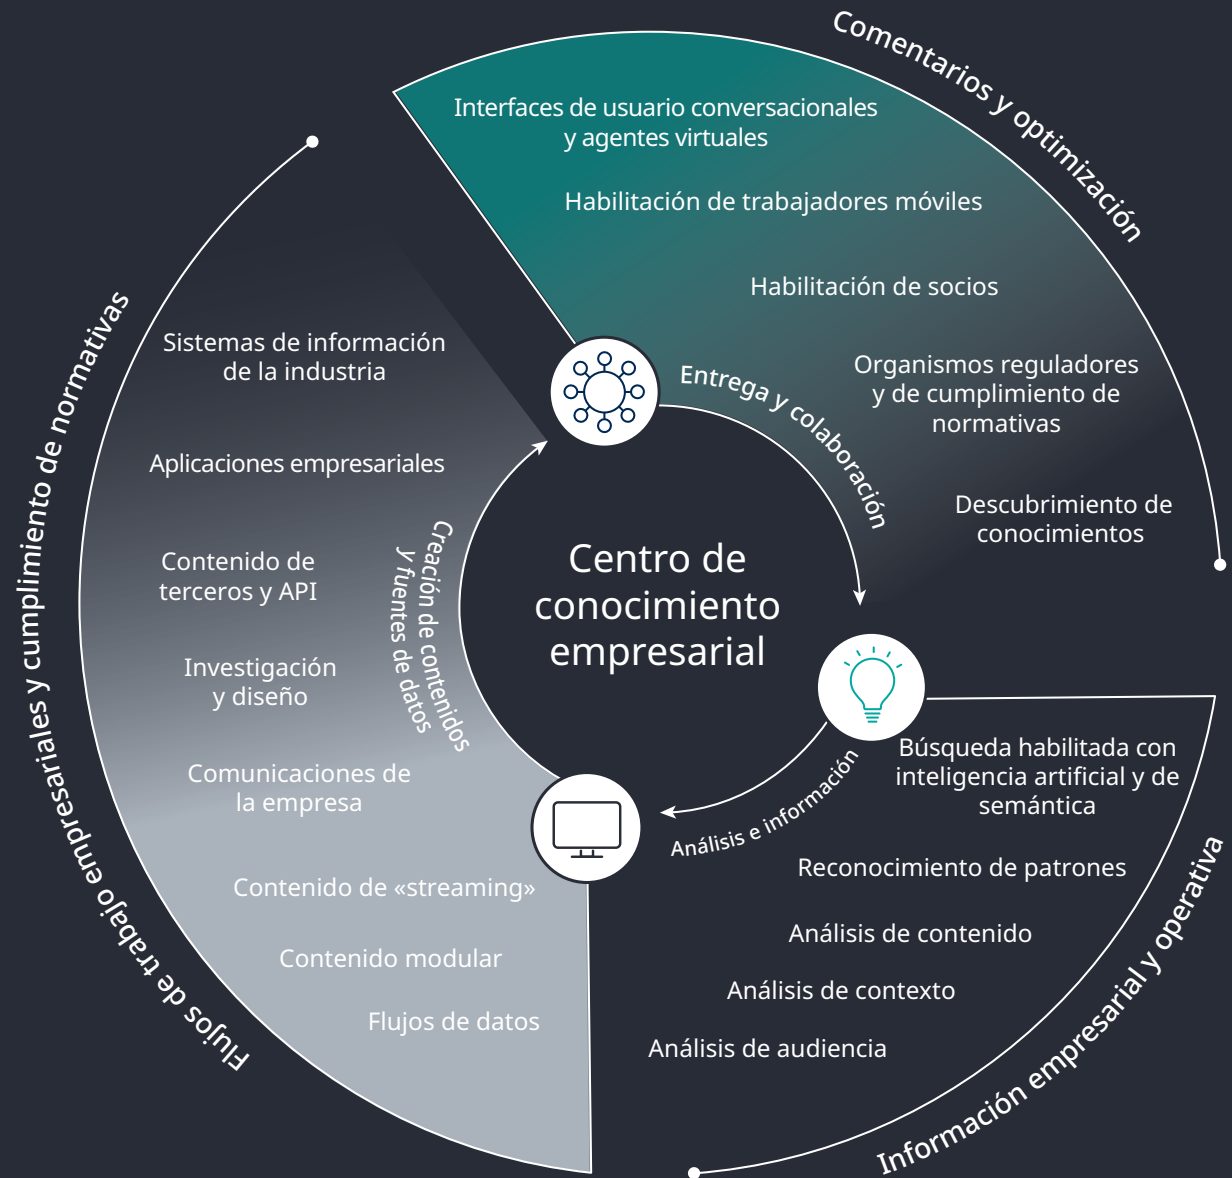 Comentarios y optimización
Interfaces de usuario conversacionales
y agentes virtuales
Habilitación de trabajadores móviles
Habilitación de socios
Organismos reguladores
y de cumplimiento de
normativas
Descubrimiento de
conocimientos
Entrega y colaboración
Flujos de trabajo empresariales y cumplimiento de normativas
Sistemas de información
de la industria
Aplicaciones empresariales
Contenido de
terceros y API
Investigación
y diseño
Comunicaciones de
la empresa
Contenido de «streaming»
Contenido modular
Flujos de datos
Creación de contenidos
y fuentes de datos
Centro de
conocimiento
empresarial
Análisis e información
Búsqueda habilitada con
inteligencia artificial y de
semántica
Reconocimiento de patrones
Análisis de contenido
Análisis de contexto
Análisis de audiencia
Información empresarial y operativa